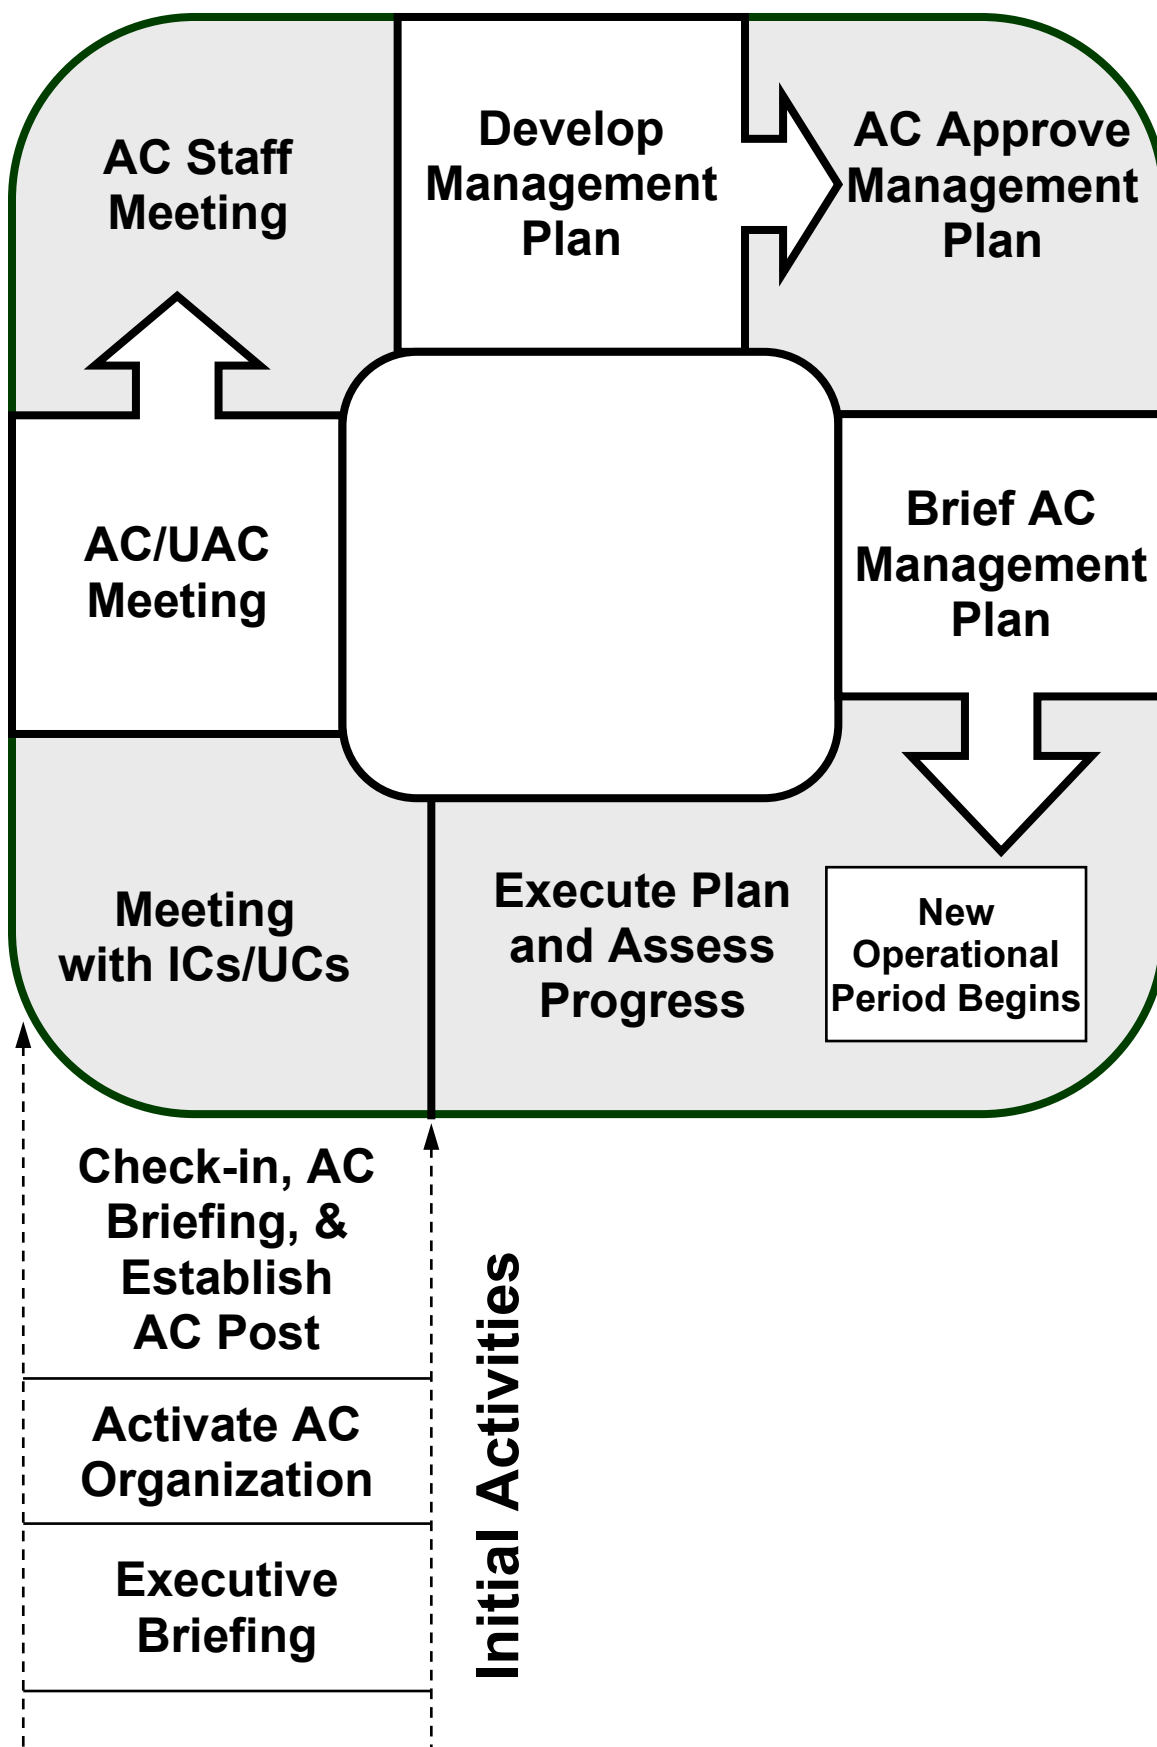 AC Staff
Meeting
Develop
Management
Plan
AC Approve
Management
Plan
AC/UAC
Meeting
Brief AC
Management
Plan
Meeting
with ICs/UCs
Execute Plan
and Assess
Progress
New
Operational
Period Begins
Check-in, AC
Briefing, &
Establish
AC Post
Activate AC
Organization
Executive
Briefing
Initial Activities